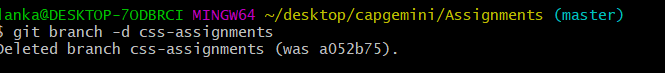 lanka@DESKTOP-7ODBRCI MINGW64 ~/desktop/capgemini/Assignments (master)
$ git branch -d css-assignments
Deleted branch css-assignments (was a052b75).